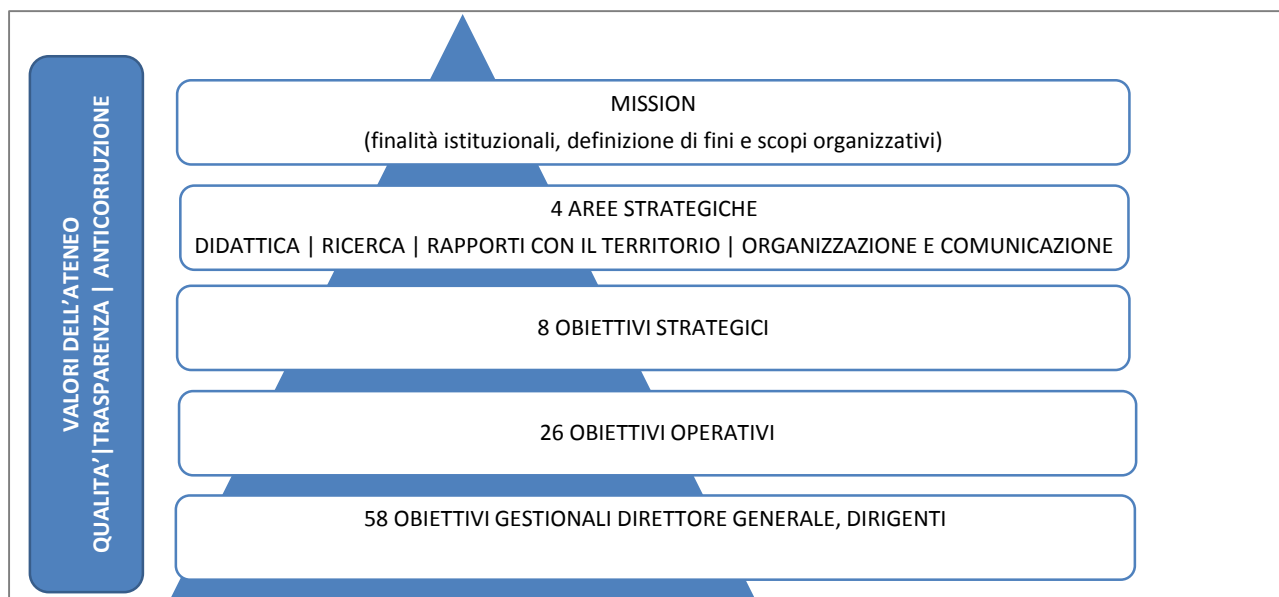 VALORI DELL'ATENEO
QUALITA'|TRASPARENZA | ANTICORRUZIONE
MISSION
(finalità istituzionali, definizione di fini e scopi organizzativi)
4 AREE STRATEGICHE
DIDATTICA | RICERCA | RAPPORTI CON IL TERRITORIO | ORGANIZZAZIONE E COMUNICAZIONE
8 OBIETTIVI STRATEGICI
26 OBIETTIVI OPERATIVI
58 OBIETTIVI GESTIONALI DIRETTORE GENERALE, DIRIGENTI